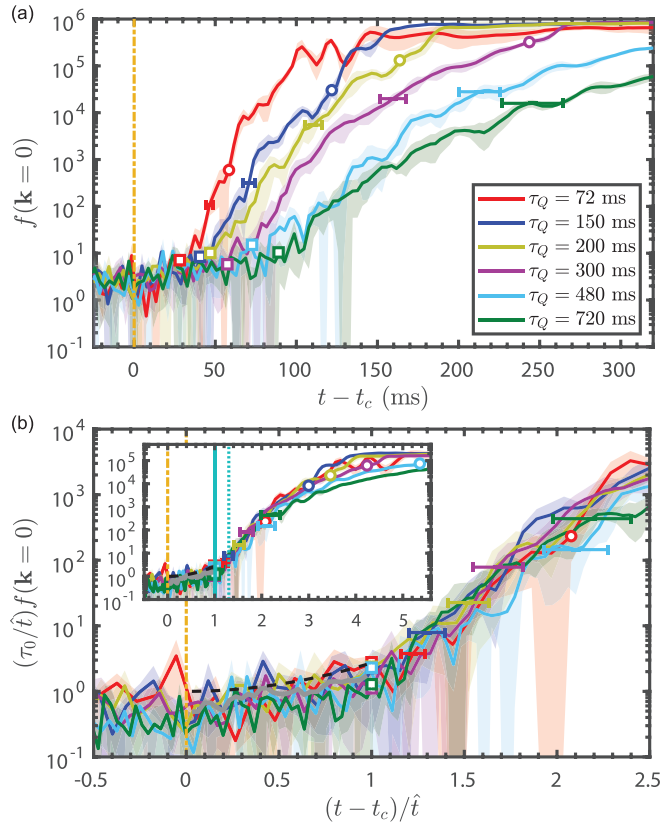 (a)
10^6
10^5
10^4
10^3
10^2
10^1
10^0
10^-1
f(k = 0)
τ_Q = 72 ms
τ_Q = 150 ms
τ_Q = 200 ms
τ_Q = 300 ms
τ_Q = 480 ms
τ_Q = 720 ms
0 50 100 150 200 250 300
t − t_c (ms)
(b)
10^4
10^3
10^2
10^1
10^0
10^-1
(τ_0/t̂)f(k = 0)
10^5
10^4
10^3
10^2
10^1
10^0
10^-1
0 1 2 3 4 5
-0.5 0 0.5 1 1.5 2 2.5
(t − t_c)/t̂